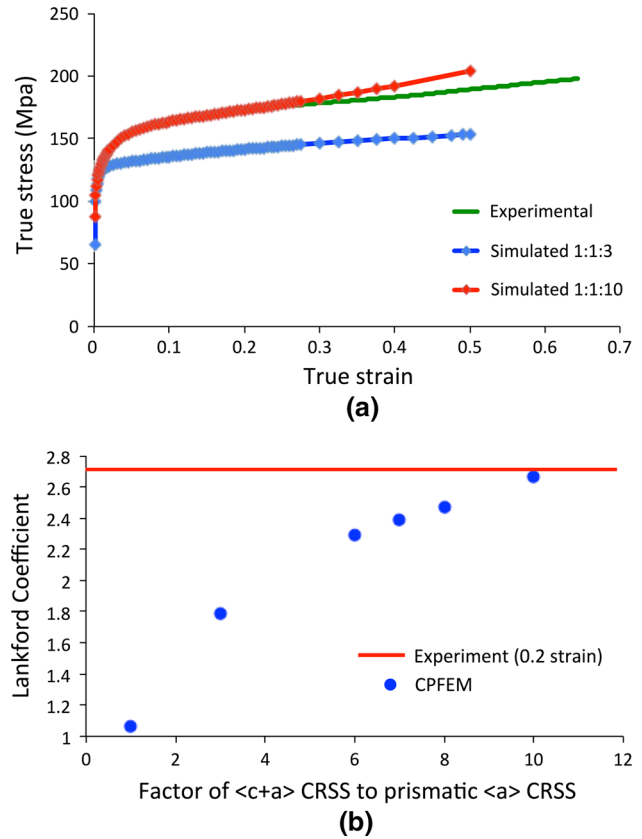 250
200
150
100
50
0
True stress (Mpa)
Experimental
Simulated 1:1:3
Simulated 1:1:10
0 0.1 0.2 0.3 0.4 0.5 0.6 0.7
True strain
(a)
2.8
2.6
2.4
2.2
2
1.8
1.6
1.4
1.2
1
Lankford Coefficient
Experiment (0.2 strain)
CPFEM
0 2 4 6 8 10 12
Factor of <c+a> CRSS to prismatic <a> CRSS
(b)